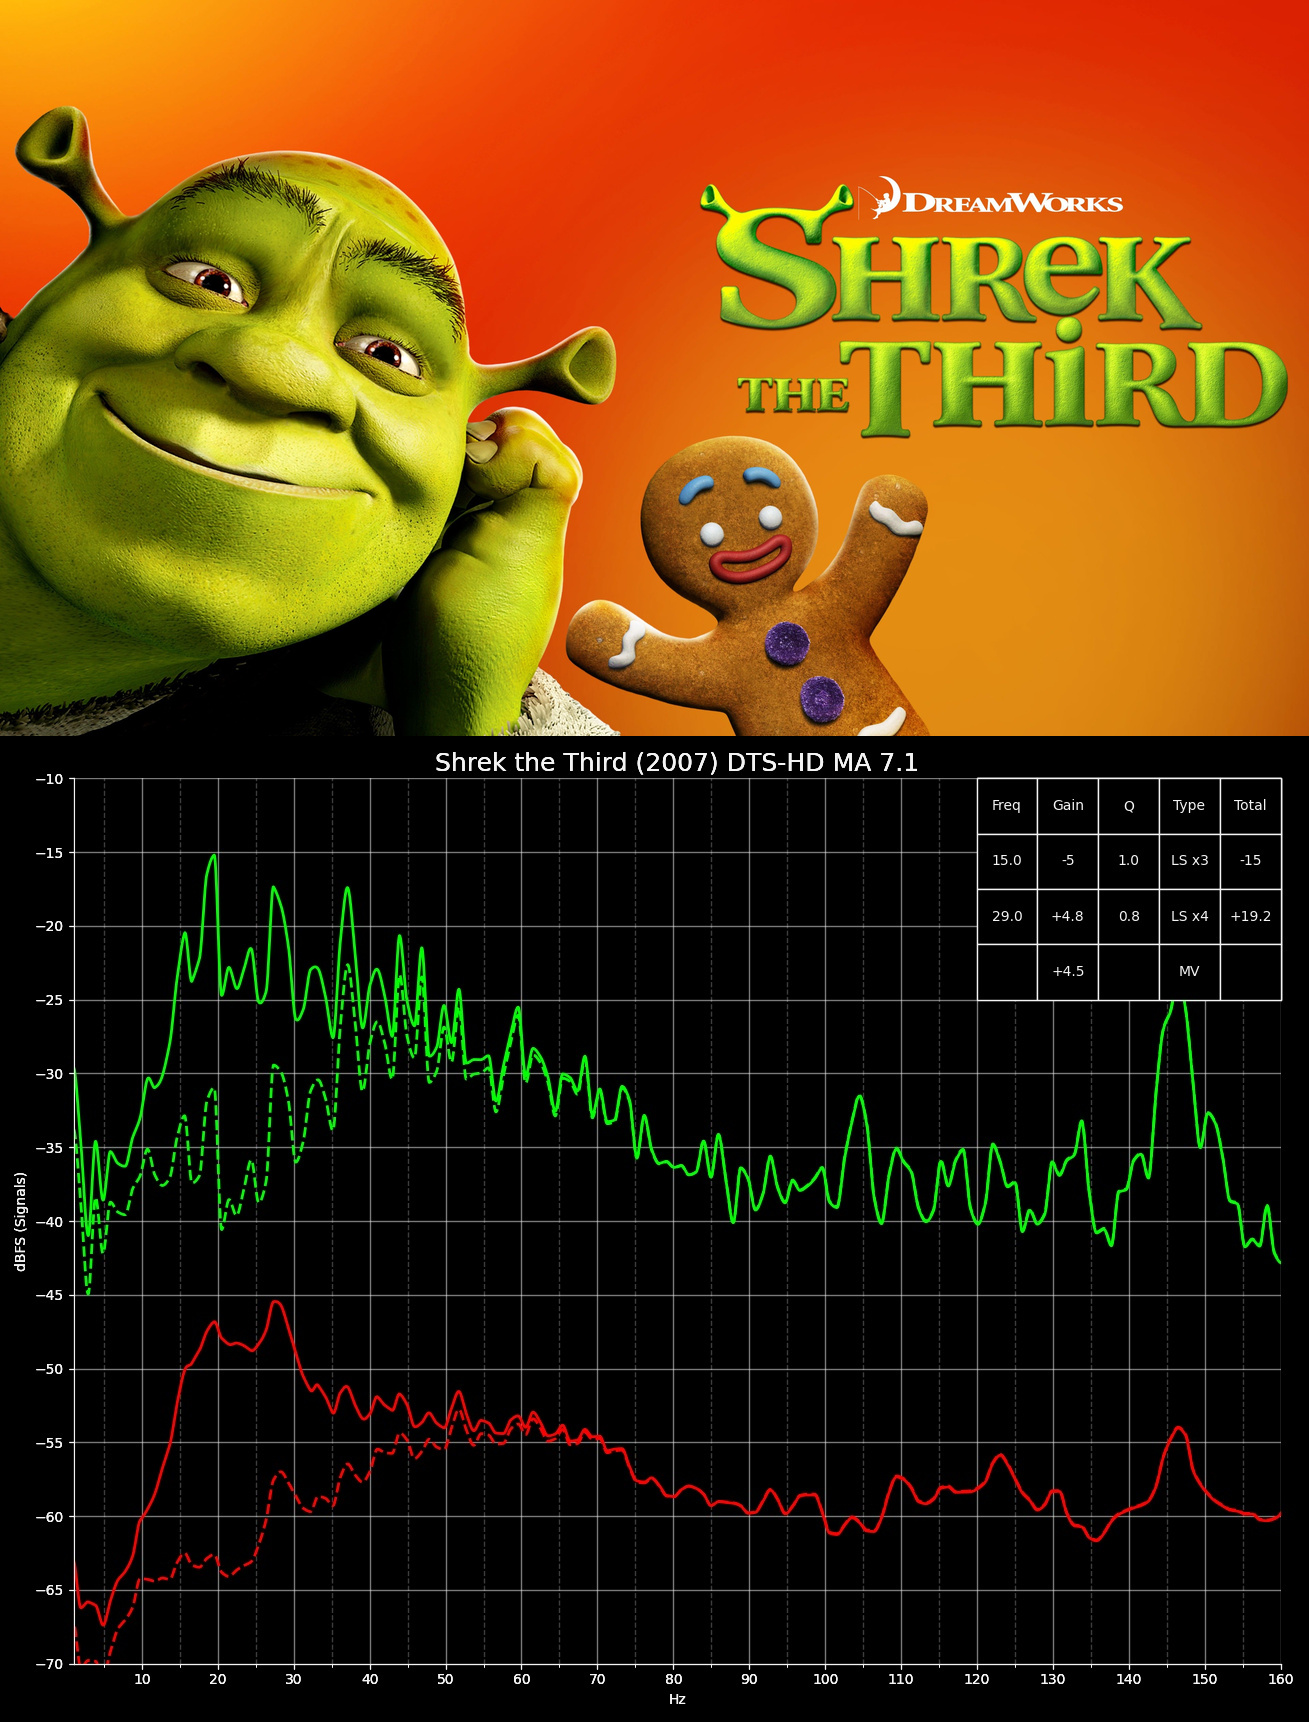 DREAMWORKS
SHReK
THE THiRD
Shrek the Third (2007) DTS-HD MA 7.1
Freq Gain Q Type Total
15.0 -5 1.0 LS x3 -15
29.0 +4.8 0.8 LS x4 +19.2
+4.5 MV
−10
−15
−20
−25
−30
−35
−40
−45
−50
−55
−60
−65
−70
dBFS (Signals)
10 20 30 40 50 60 70 80 90 100 110 120 130 140 150 160
Hz